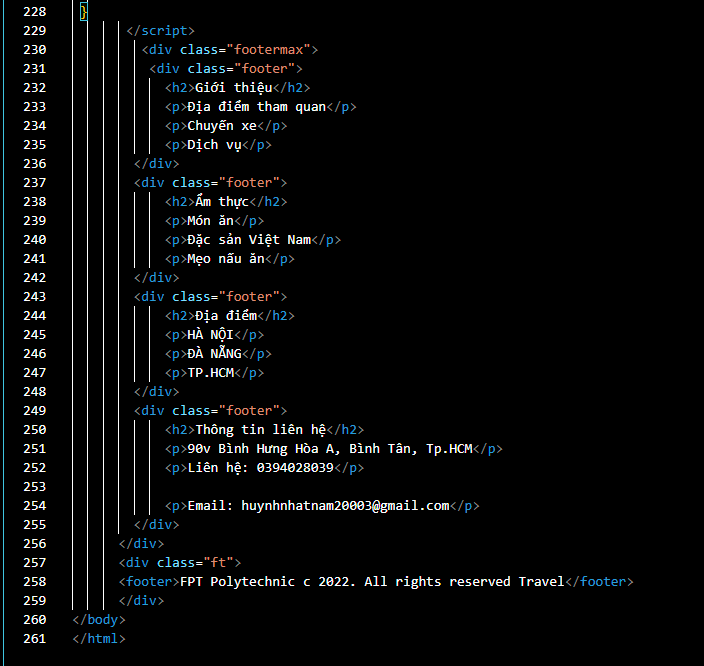 228 }
229 </script>
230 <div class="footermax">
231 <div class="footer">
232 <h2>Giới thiệu</h2>
233 <p>Địa điểm tham quan</p>
234 <p>Chuyến xe</p>
235 <p>Dịch vụ</p>
236 </div>
237 <div class="footer">
238 <h2>Ẩm thực</h2>
239 <p>Món ăn</p>
240 <p>Đặc sản Việt Nam</p>
241 <p>Mẹo nấu ăn</p>
242 </div>
243 <div class="footer">
244 <h2>Địa điểm</h2>
245 <p>HÀ NỘI</p>
246 <p>ĐÀ NẴNG</p>
247 <p>TP.HCM</p>
248 </div>
249 <div class="footer">
250 <h2>Thông tin liên hệ</h2>
251 <p>90v Bình Hưng Hòa A, Bình Tân, Tp.HCM</p>
252 <p>Liên hệ: 0394028039</p>
253
254 <p>Email: huynhnhatnam20003@gmail.com</p>
255 </div>
256 </div>
257 <div class="ft">
258 <footer>FPT Polytechnic c 2022. All rights reserved Travel</footer>
259 </div>
260 </body>
261 </html>